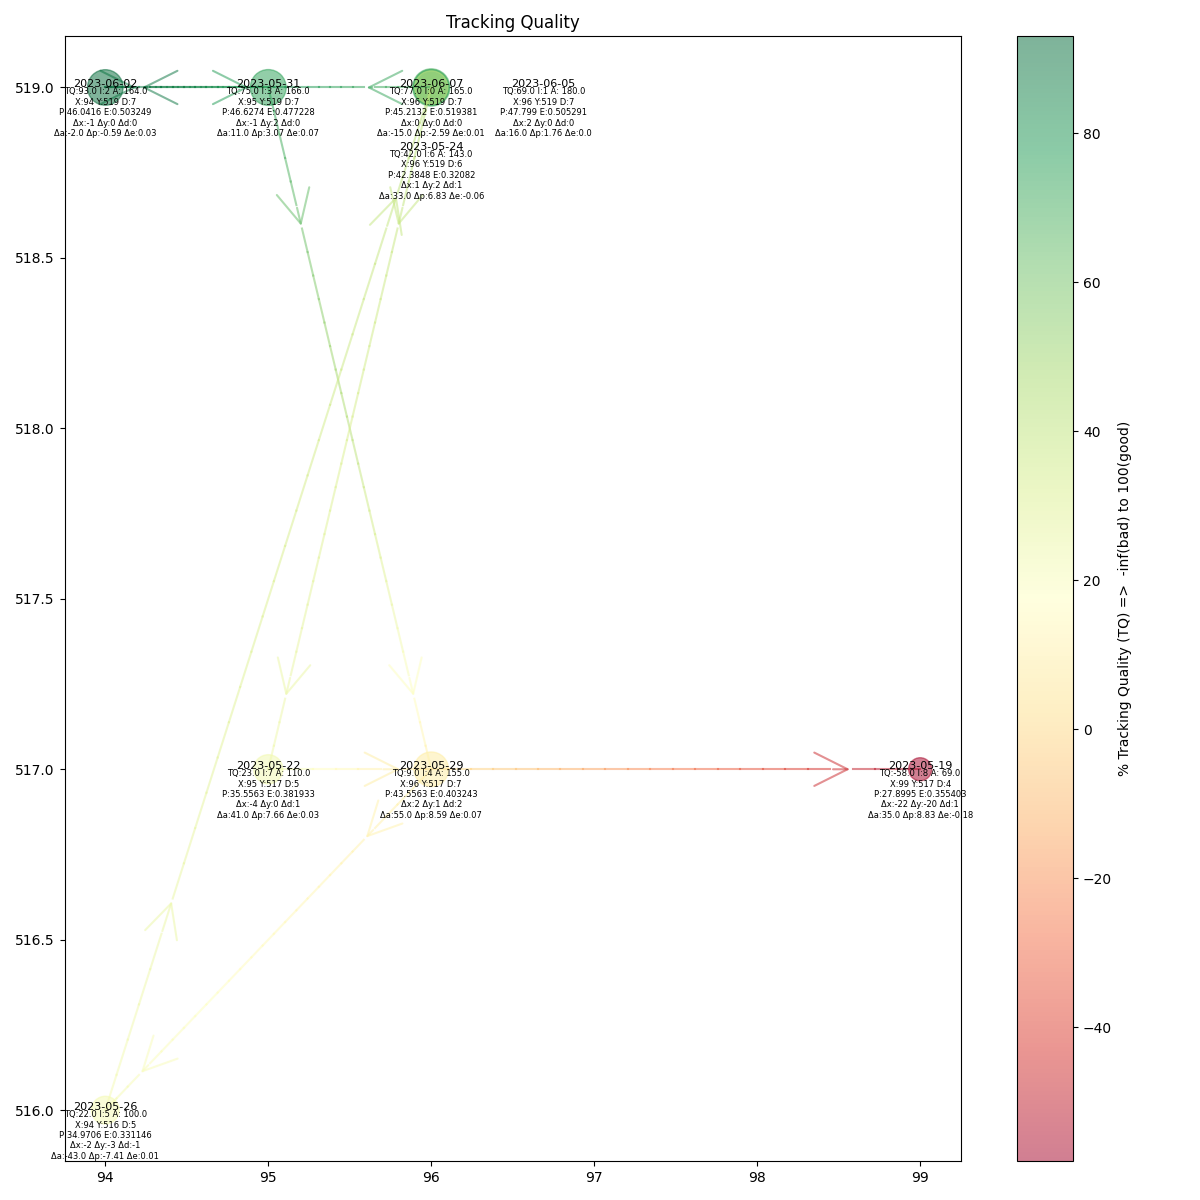 Tracking Quality
519.0
518.5
518.0
517.5
517.0
516.5
516.0
94
95
96
97
98
99
2023-06-02
TQ:93.0 I:2 A: 164.0
X:94 Y:519 D:7
P:46.0416 E:0.503249
Δx:-1 Δy:0 Δd:0
Δa:-2.0 Δp:-0.59 Δe:0.03
2023-05-31
TQ:75.0 I:3 A: 166.0
X:95 Y:519 D:7
P:46.6274 E:0.477228
Δx:-1 Δy:2 Δd:0
Δa:11.0 Δp:3.07 Δe:0.07
2023-06-07
TQ:77.0 I:0 A: 165.0
X:96 Y:519 D:7
P:45.2132 E:0.519381
Δx:0 Δy:0 Δd:0
Δa:-15.0 Δp:-2.59 Δe:0.01
2023-06-05
TQ:69.0 I:1 A: 180.0
X:96 Y:519 D:7
P:47.799 E:0.505291
Δx:2 Δy:0 Δd:0
Δa:16.0 Δp:1.76 Δe:0.0
2023-05-24
TQ:42.0 I:6 A: 143.0
X:96 Y:519 D:6
P:42.3848 E:0.32082
Δx:1 Δy:2 Δd:1
Δa:33.0 Δp:6.83 Δe:-0.06
2023-05-22
TQ:23.0 I:7 A: 110.0
X:95 Y:517 D:5
P:35.5563 E:0.381933
Δx:-4 Δy:0 Δd:1
Δa:41.0 Δp:7.66 Δe:0.03
2023-05-29
TQ:9.0 I:4 A: 155.0
X:96 Y:517 D:7
P:43.5563 E:0.403243
Δx:2 Δy:1 Δd:2
Δa:55.0 Δp:8.59 Δe:0.07
2023-05-19
TQ:-58.0 I:8 A: 69.0
X:99 Y:517 D:4
P:27.8995 E:0.355403
Δx:-22 Δy:-20 Δd:1
Δa:35.0 Δp:8.83 Δe:-0.18
2023-05-26
TQ:22.0 I:5 A: 100.0
X:94 Y:516 D:5
P:34.9706 E:0.331146
Δx:-2 Δy:-3 Δd:-1
Δa:-43.0 Δp:-7.41 Δe:0.01
80
60
40
20
0
−20
−40
% Tracking Quality (TQ) => -inf(bad) to 100(good)